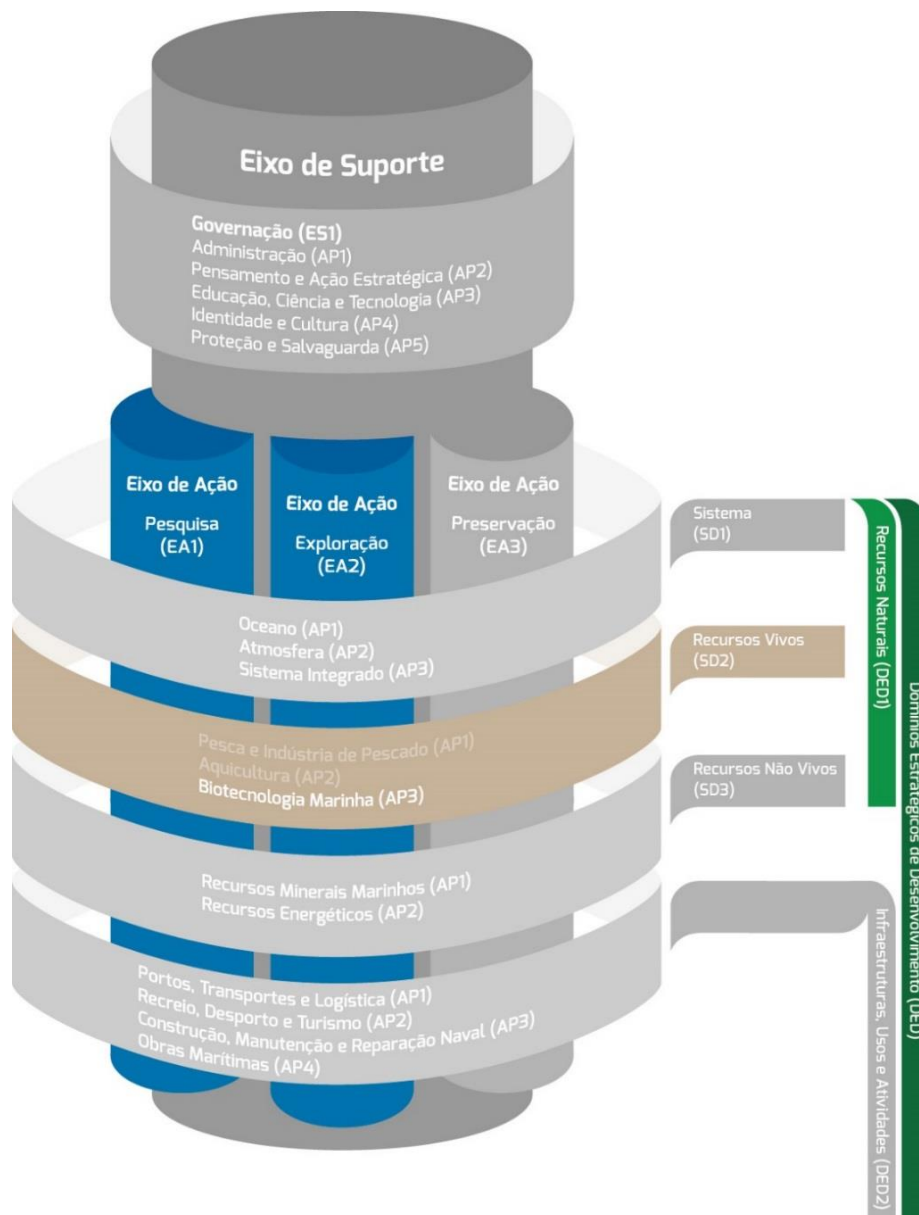 Eixo de Suporte
Governação (ES1)
Administração (AP1)
Pensamento e Ação Estratégica (AP2)
Educação, Ciência e Tecnologia (AP3)
Identidade e Cultura (AP4)
Proteção e Salvaguarda (AP5)
Eixo de Ação
Pesquisa
(EA1)
Eixo de Ação
Exploração
(EA2)
Eixo de Ação
Preservação
(EA3)
Oceano (AP1)
Atmosfera (AP2)
Sistema Integrado (AP3)
Pesca e Indústria de Pescado (AP1)
Aquicultura (AP2)
Biotecnologia Marinha (AP3)
Recursos Minerais Marinhos (AP1)
Recursos Energéticos (AP2)
Portos, Transportes e Logística (AP1)
Recreio, Desporto e Turismo (AP2)
Construção, Manutenção e Reparação Naval (AP3)
Obras Marítimas (AP4)
Sistema
(SD1)
Recursos Vivos
(SD2)
Recursos Não Vivos
(SD3)
Recursos Naturais (DED1)
Infraestruturas, Usos e Atividades (DED2)
Domínios Estratégicos de Desenvolvimento (DED)